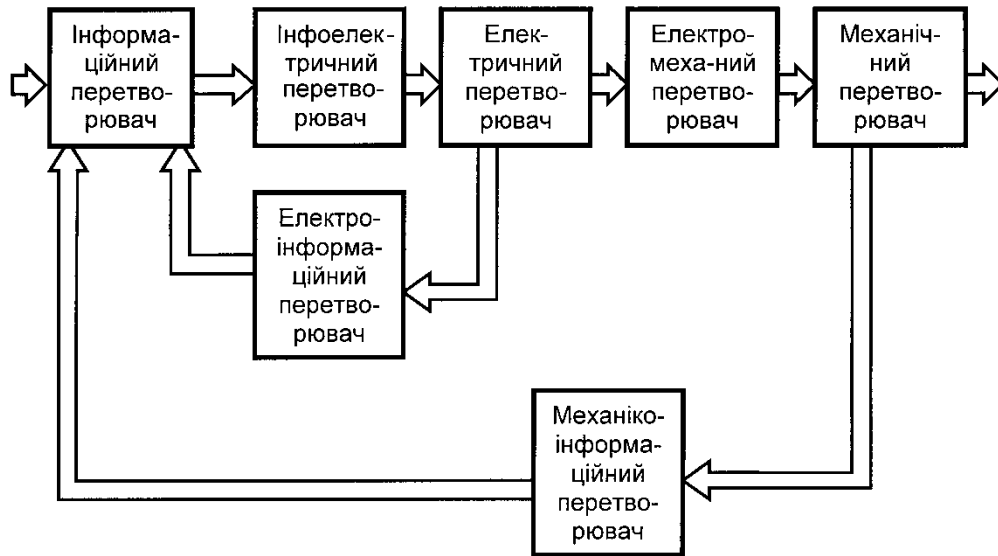 Інформа-
ційний
перетво-
рювач
Інфоелек-
тричний
перетво-
рювач
Елек-
тричний
перетво-
рювач
Електро-
меха-ний
перетво-
рювач
Механіч-
ний
перетво-
рювач
Електро-
інформа-
ційний
перетво-
рювач
Механіко-
інформа-
ційний
перетво-
рювач